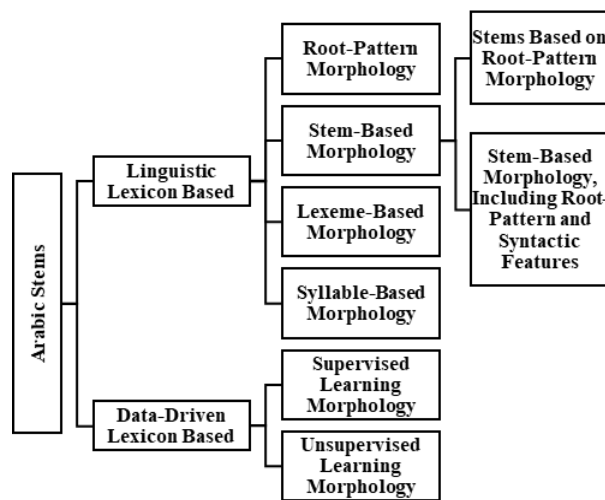 Arabic Stems
Linguistic
Lexicon Based
Data-Driven
Lexicon Based
Root-Pattern
Morphology
Stem-Based
Morphology
Lexeme-Based
Morphology
Syllable-Based
Morphology
Supervised
Learning
Morphology
Unsupervised
Learning
Morphology
Stems Based on
Root-Pattern
Morphology
Stem-Based
Morphology,
Including Root-
Pattern and
Syntactic
Features